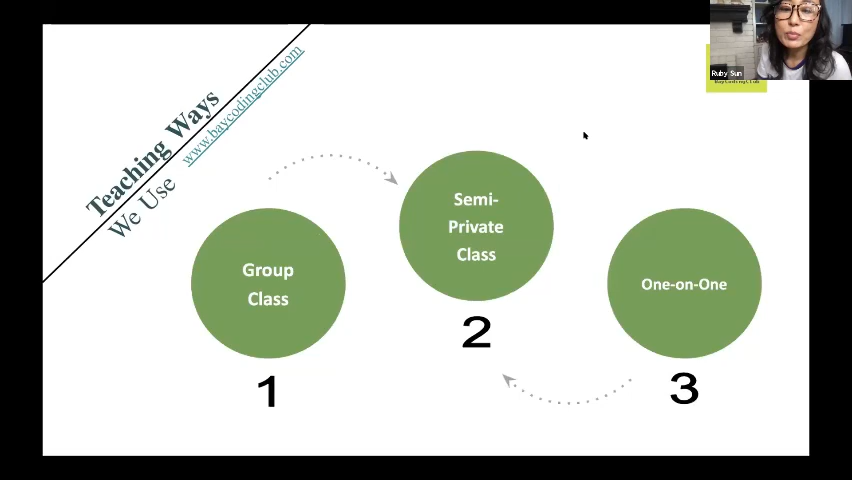 Teaching Ways
We Use
www.baycodingclub.com
Ruby Sun
BayCodingClub
Group
Class
Semi-
Private
Class
One-on-One
1
2
3